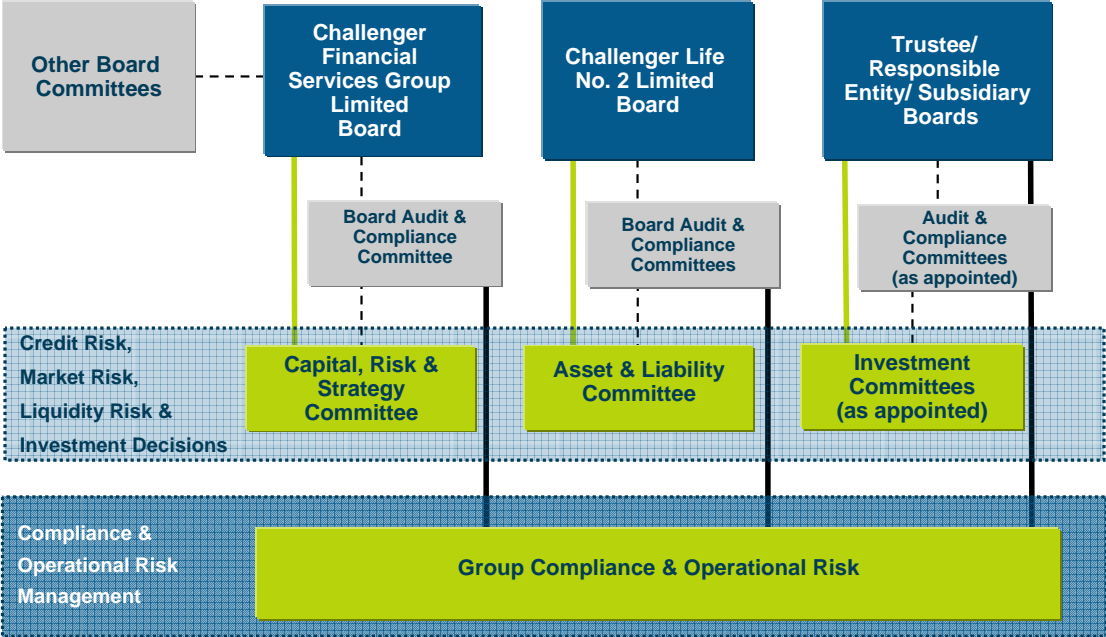 Other Board
Committees
Challenger
Financial
Services Group
Limited
Board
Challenger Life
No. 2 Limited
Board
Trustee/
Responsible
Entity/ Subsidiary
Boards
Board Audit &
Compliance
Committee
Board Audit &
Compliance
Committees
Audit &
Compliance
Committees
(as appointed)
Credit Risk,
Market Risk,
Liquidity Risk &
Investment Decisions
Capital, Risk &
Strategy
Committee
Asset & Liability
Committee
Investment
Committees
(as appointed)
Compliance &
Operational Risk
Management
Group Compliance & Operational Risk